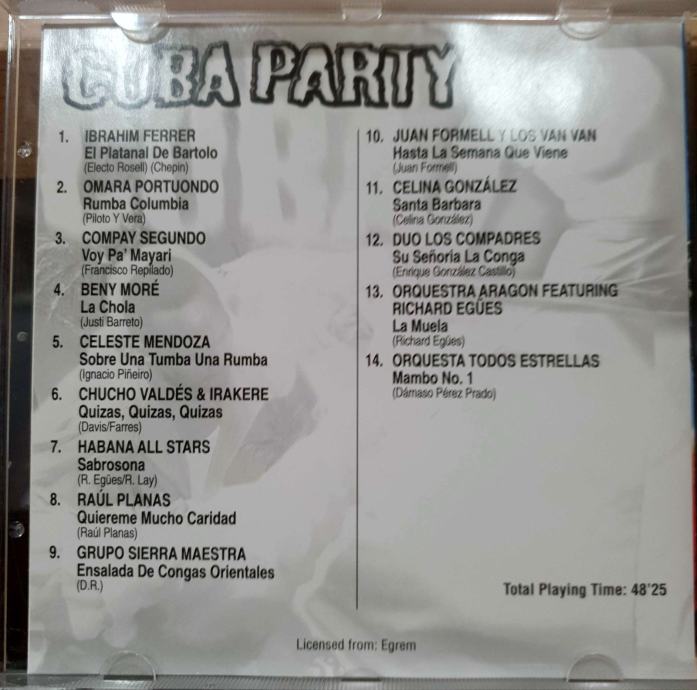 CUBA PARTY
1. IBRAHIM FERRER
El Platanal De Bartolo
(Electo Rosell) (Chepin)
2. OMARA PORTUONDO
Rumba Columbia
(Piloto Y Vera)
3. COMPAY SEGUNDO
Voy Pa' Mayari
(Francisco Repilado)
4. BENY MORÉ
La Chola
(Justi Barreto)
5. CELESTE MENDOZA
Sobre Una Tumba Una Rumba
(Ignacio Piñeiro)
6. CHUCHO VALDÉS & IRAKERE
Quizas, Quizas, Quizas
(Davis/Farres)
7. HABANA ALL STARS
Sabrosona
(R. Egües/R. Lay)
8. RAÚL PLANAS
Quiereme Mucho Caridad
(Raúl Planas)
9. GRUPO SIERRA MAESTRA
Ensalada De Congas Orientales
(D.R.)
10. JUAN FORMELL Y LOS VAN VAN
Hasta La Semana Que Viene
(Juan Formell)
11. CELINA GONZÁLEZ
Santa Barbara
(Celina González)
12. DUO LOS COMPADRES
Su Señoria La Conga
(Enrique González Castillo)
13. ORQUESTRA ARAGON FEATURING
RICHARD EGÜES
La Muela
(Richard Egües)
14. ORQUESTA TODOS ESTRELLAS
Mambo No. 1
(Dámaso Pérez Prado)
Total Playing Time: 48'25
Licensed from: Egrem